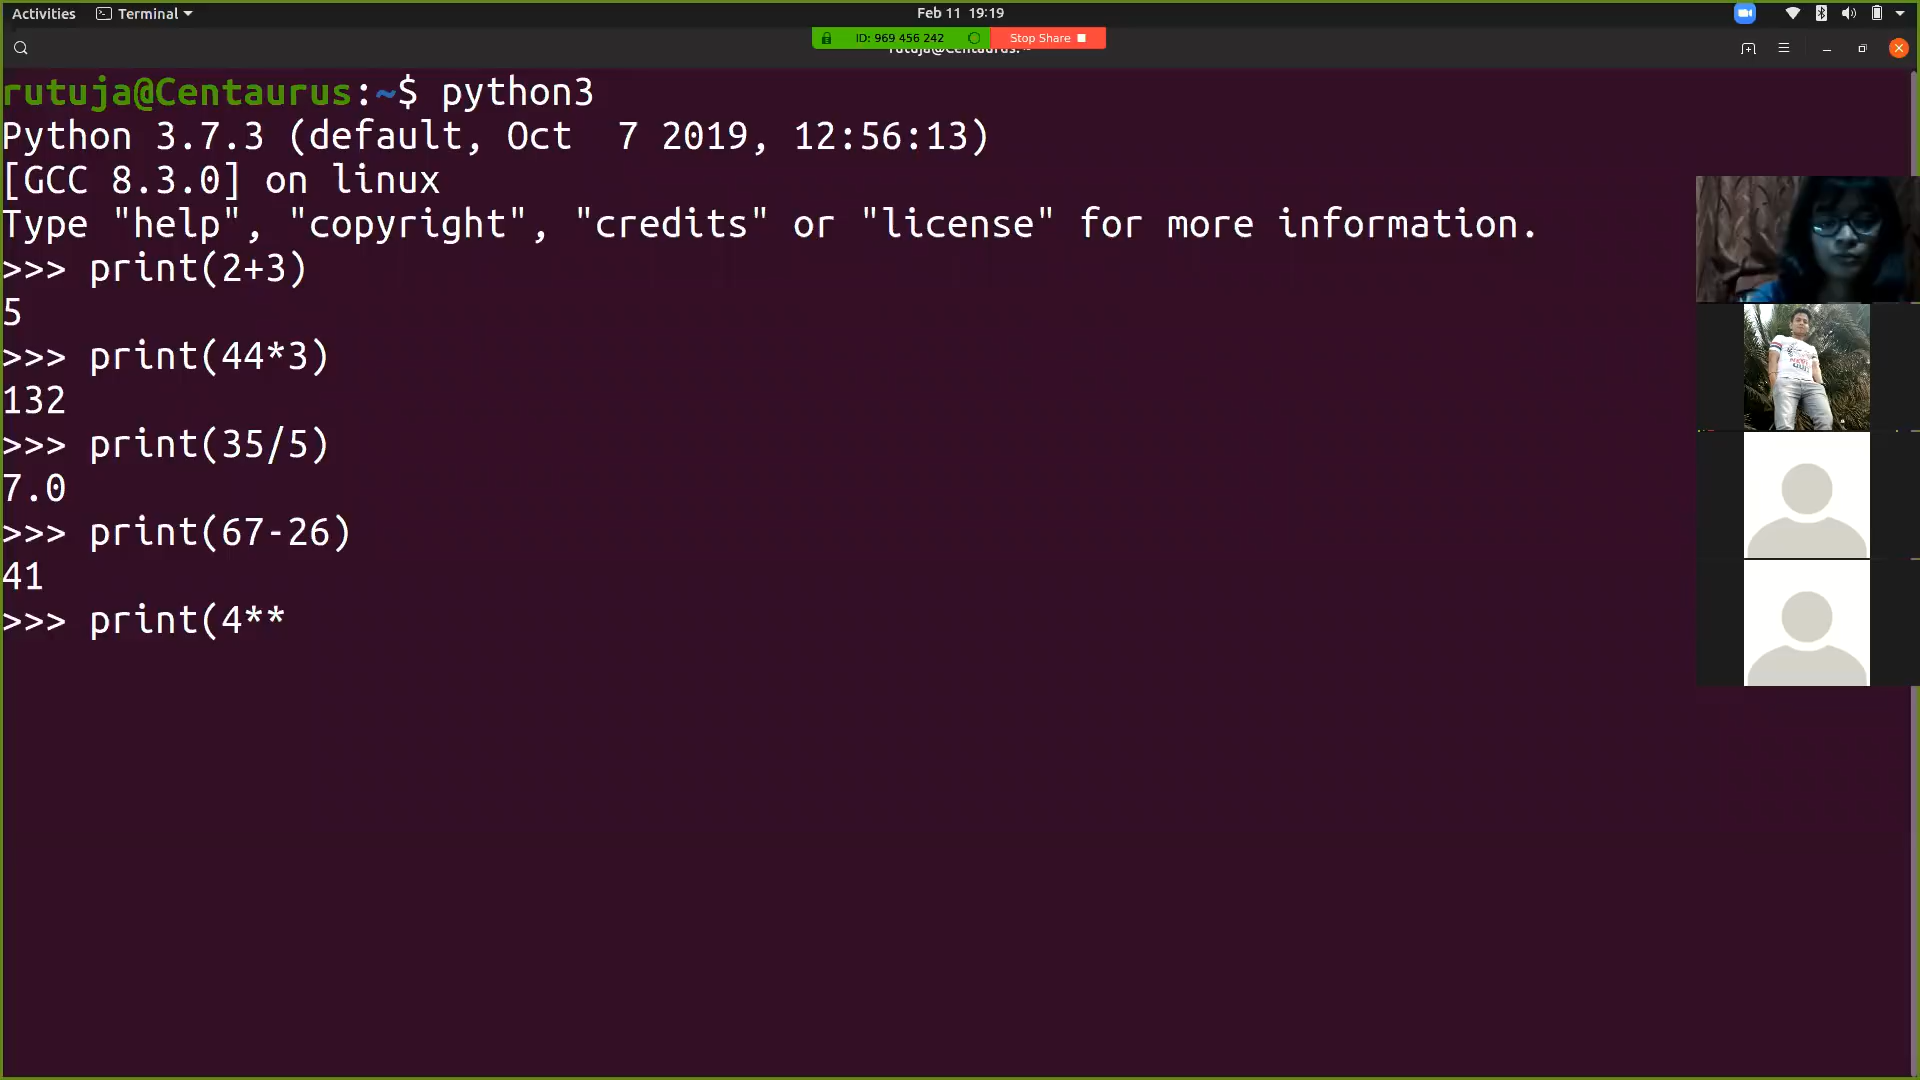 Activities Terminal Feb 11 19:19
ID: 969 456 242 Stop Share
rutuja@Centaurus: ~
rutuja@Centaurus:~$ python3
Python 3.7.3 (default, Oct  7 2019, 12:56:13)
[GCC 8.3.0] on linux
Type "help", "copyright", "credits" or "license" for more information.
>>> print(2+3)
5
>>> print(44*3)
132
>>> print(35/5)
7.0
>>> print(67-26)
41
>>> print(4**